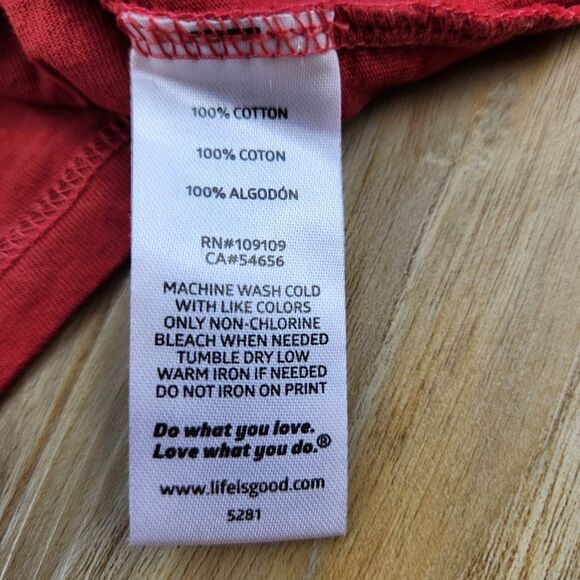 100% COTTON
100% COTON
100% ALGODÓN
RN#109109
CA#54656
MACHINE WASH COLD
WITH LIKE COLORS
ONLY NON-CHLORINE
BLEACH WHEN NEEDED
TUMBLE DRY LOW
WARM IRON IF NEEDED
DO NOT IRON ON PRINT
Do what you love.
Love what you do.®
www.lifeisgood.com
5281